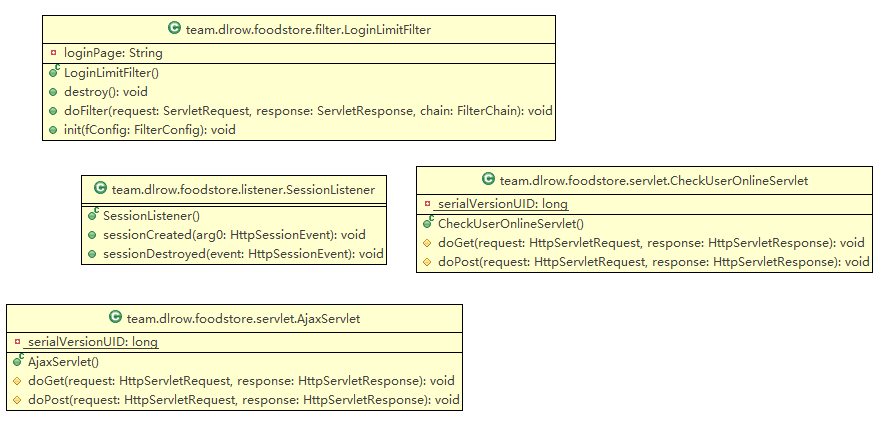 team.dlrow.foodstore.filter.LoginLimitFilter
loginPage: String
LoginLimitFilter()
destroy(): void
doFilter(request: ServletRequest, response: ServletResponse, chain: FilterChain): void
init(fConfig: FilterConfig): void
team.dlrow.foodstore.listener.SessionListener
SessionListener()
sessionCreated(arg0: HttpSessionEvent): void
sessionDestroyed(event: HttpSessionEvent): void
team.dlrow.foodstore.servlet.CheckUserOnlineServlet
serialVersionUID: long
CheckUserOnlineServlet()
doGet(request: HttpServletRequest, response: HttpServletResponse): void
doPost(request: HttpServletRequest, response: HttpServletResponse): void
team.dlrow.foodstore.servlet.AjaxServlet
serialVersionUID: long
AjaxServlet()
doGet(request: HttpServletRequest, response: HttpServletResponse): void
doPost(request: HttpServletRequest, response: HttpServletResponse): void